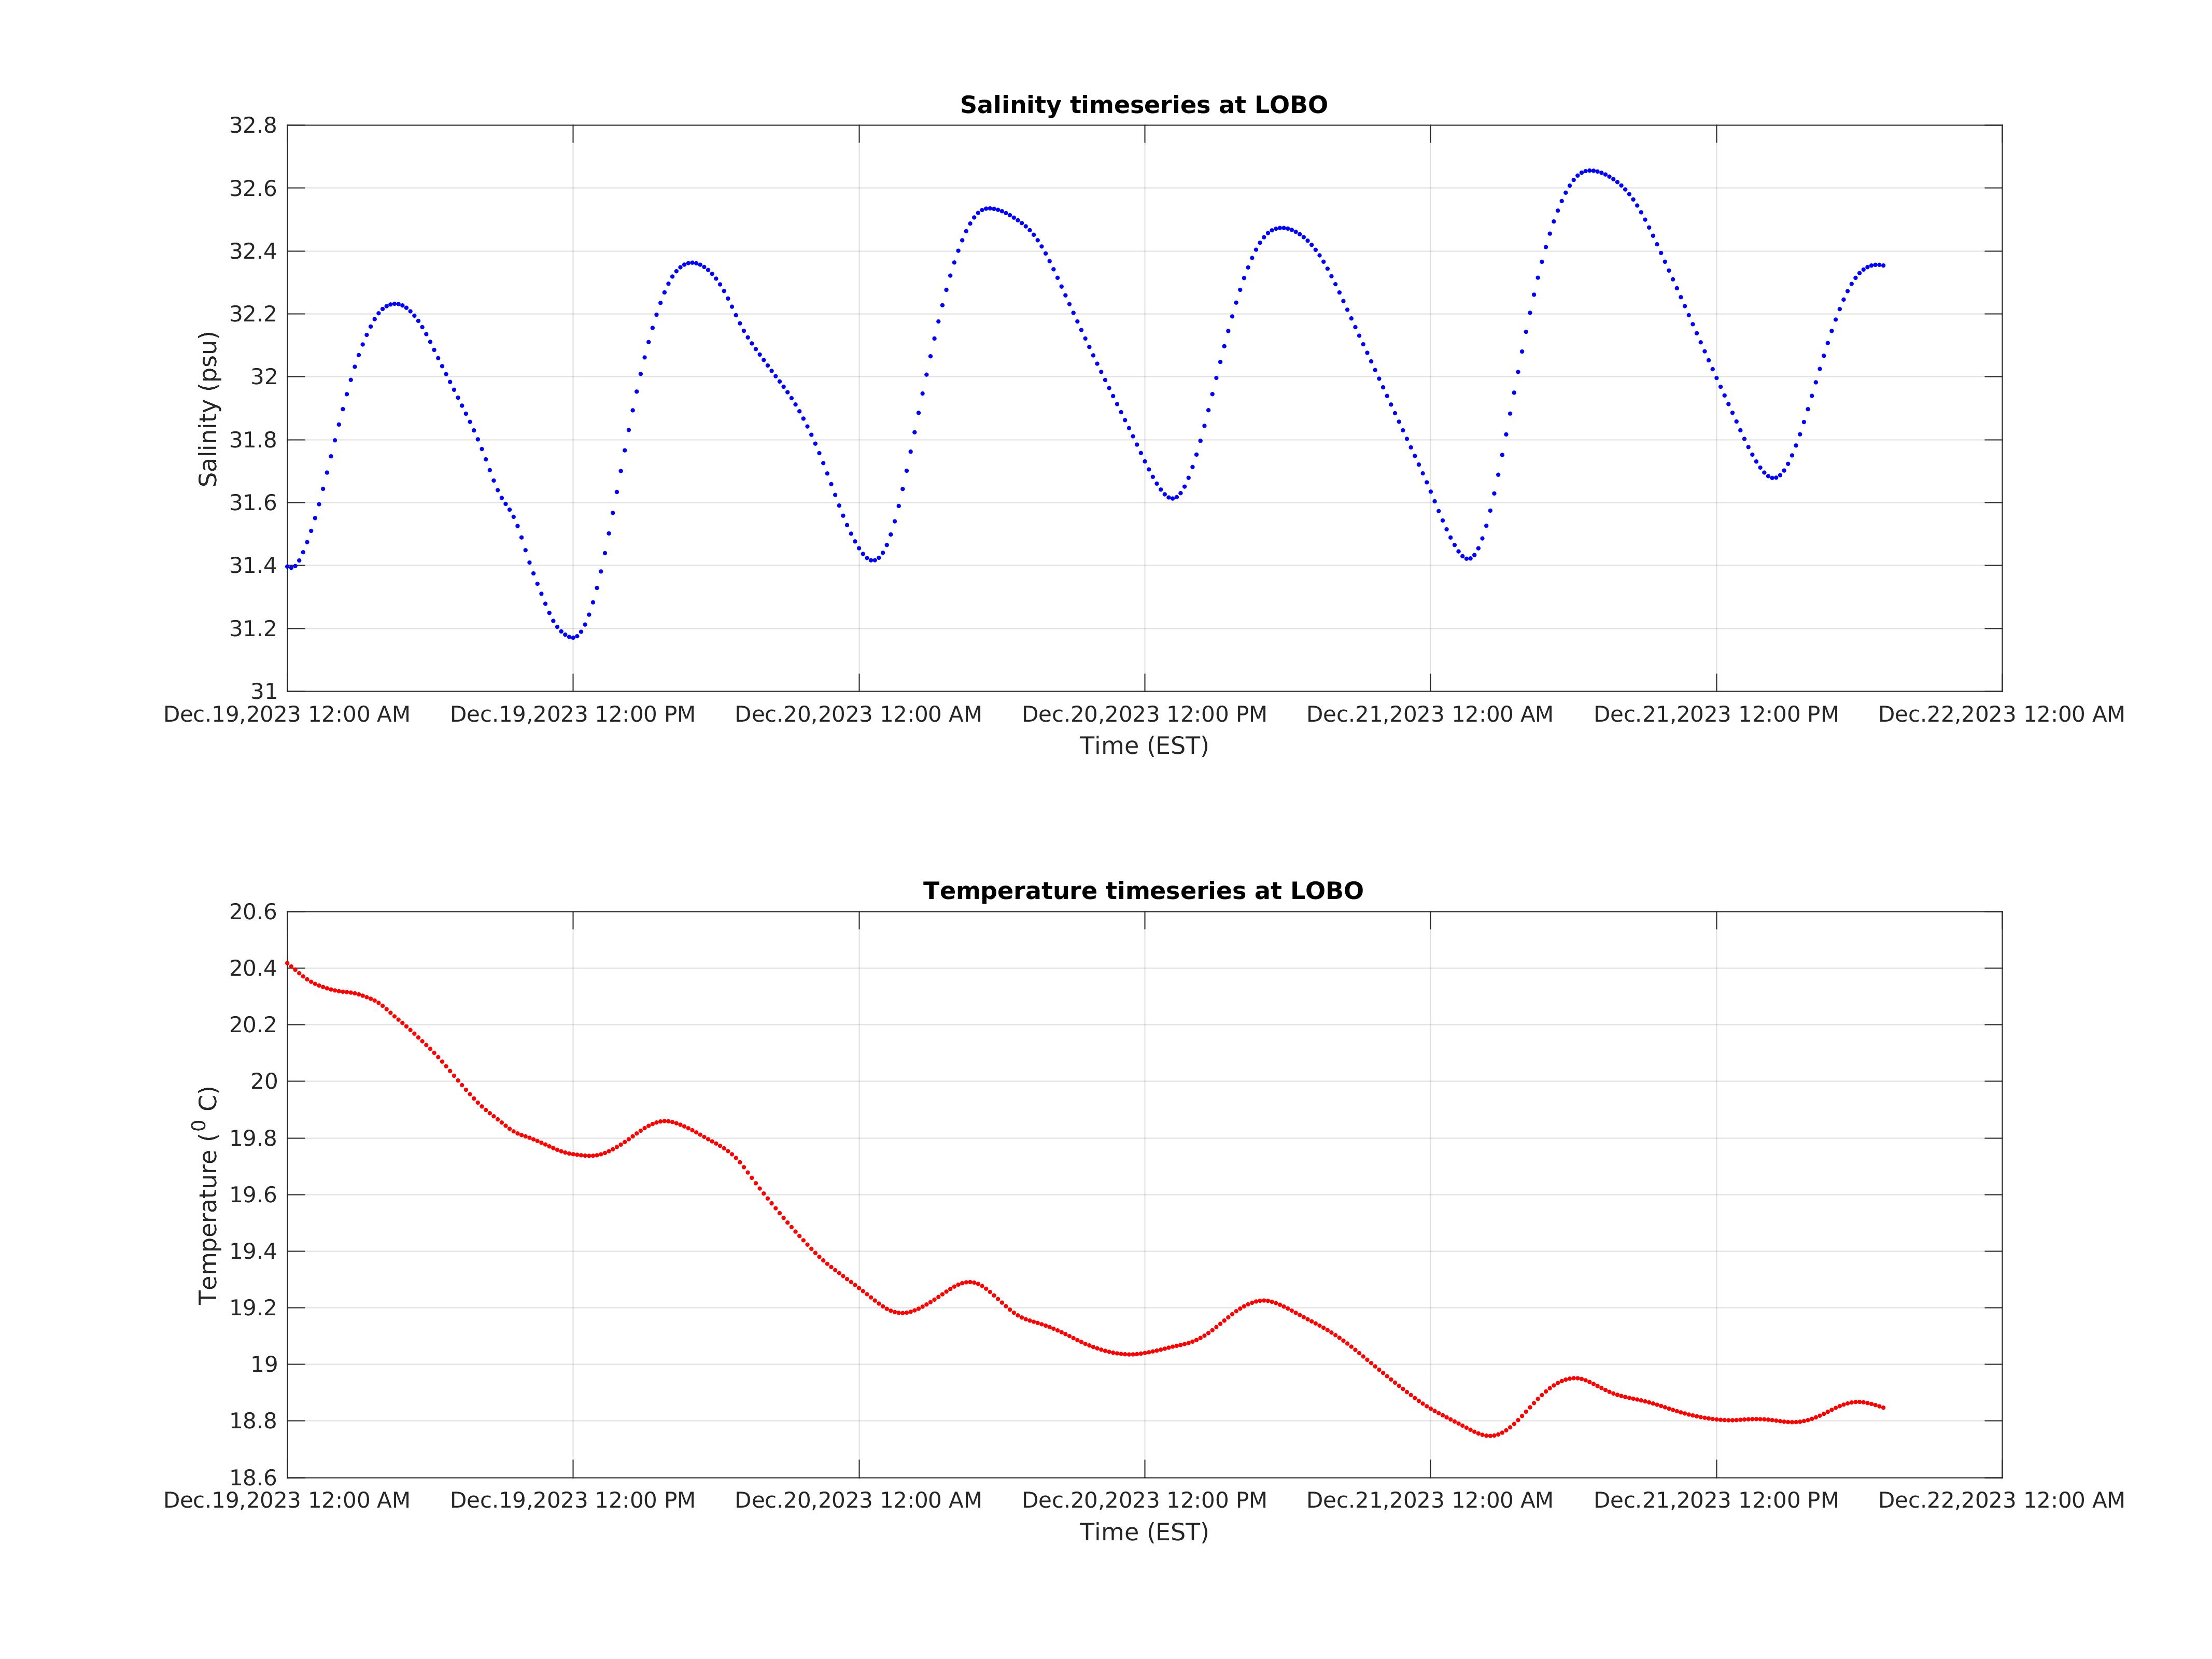 Salinity timeseries at LOBO
32.8
32.6
32.4
32.2
32
31.8
31.6
31.4
31.2
31
Salinity (psu)
Dec.19,2023 12:00 AM Dec.19,2023 12:00 PM Dec.20,2023 12:00 AM Dec.20,2023 12:00 PM Dec.21,2023 12:00 AM Dec.21,2023 12:00 PM Dec.22,2023 12:00 AM
Time (EST)
Temperature timeseries at LOBO
20.6
20.4
20.2
20
19.8
19.6
19.4
19.2
19
18.8
18.6
Temperature (⁰ C)
Dec.19,2023 12:00 AM Dec.19,2023 12:00 PM Dec.20,2023 12:00 AM Dec.20,2023 12:00 PM Dec.21,2023 12:00 AM Dec.21,2023 12:00 PM Dec.22,2023 12:00 AM
Time (EST)